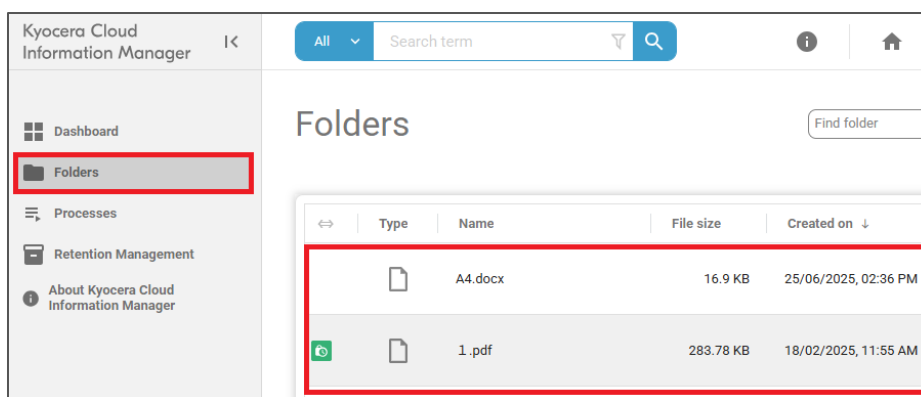 Kyocera Cloud
Information Manager
All
Search term
Dashboard
Folders
Processes
Retention Management
About Kyocera Cloud
Information Manager
Folders
Find folder
Type Name File size Created on ↓
A4.docx 16.9 KB 25/06/2025, 02:36 PM
1.pdf 283.78 KB 18/02/2025, 11:55 AM